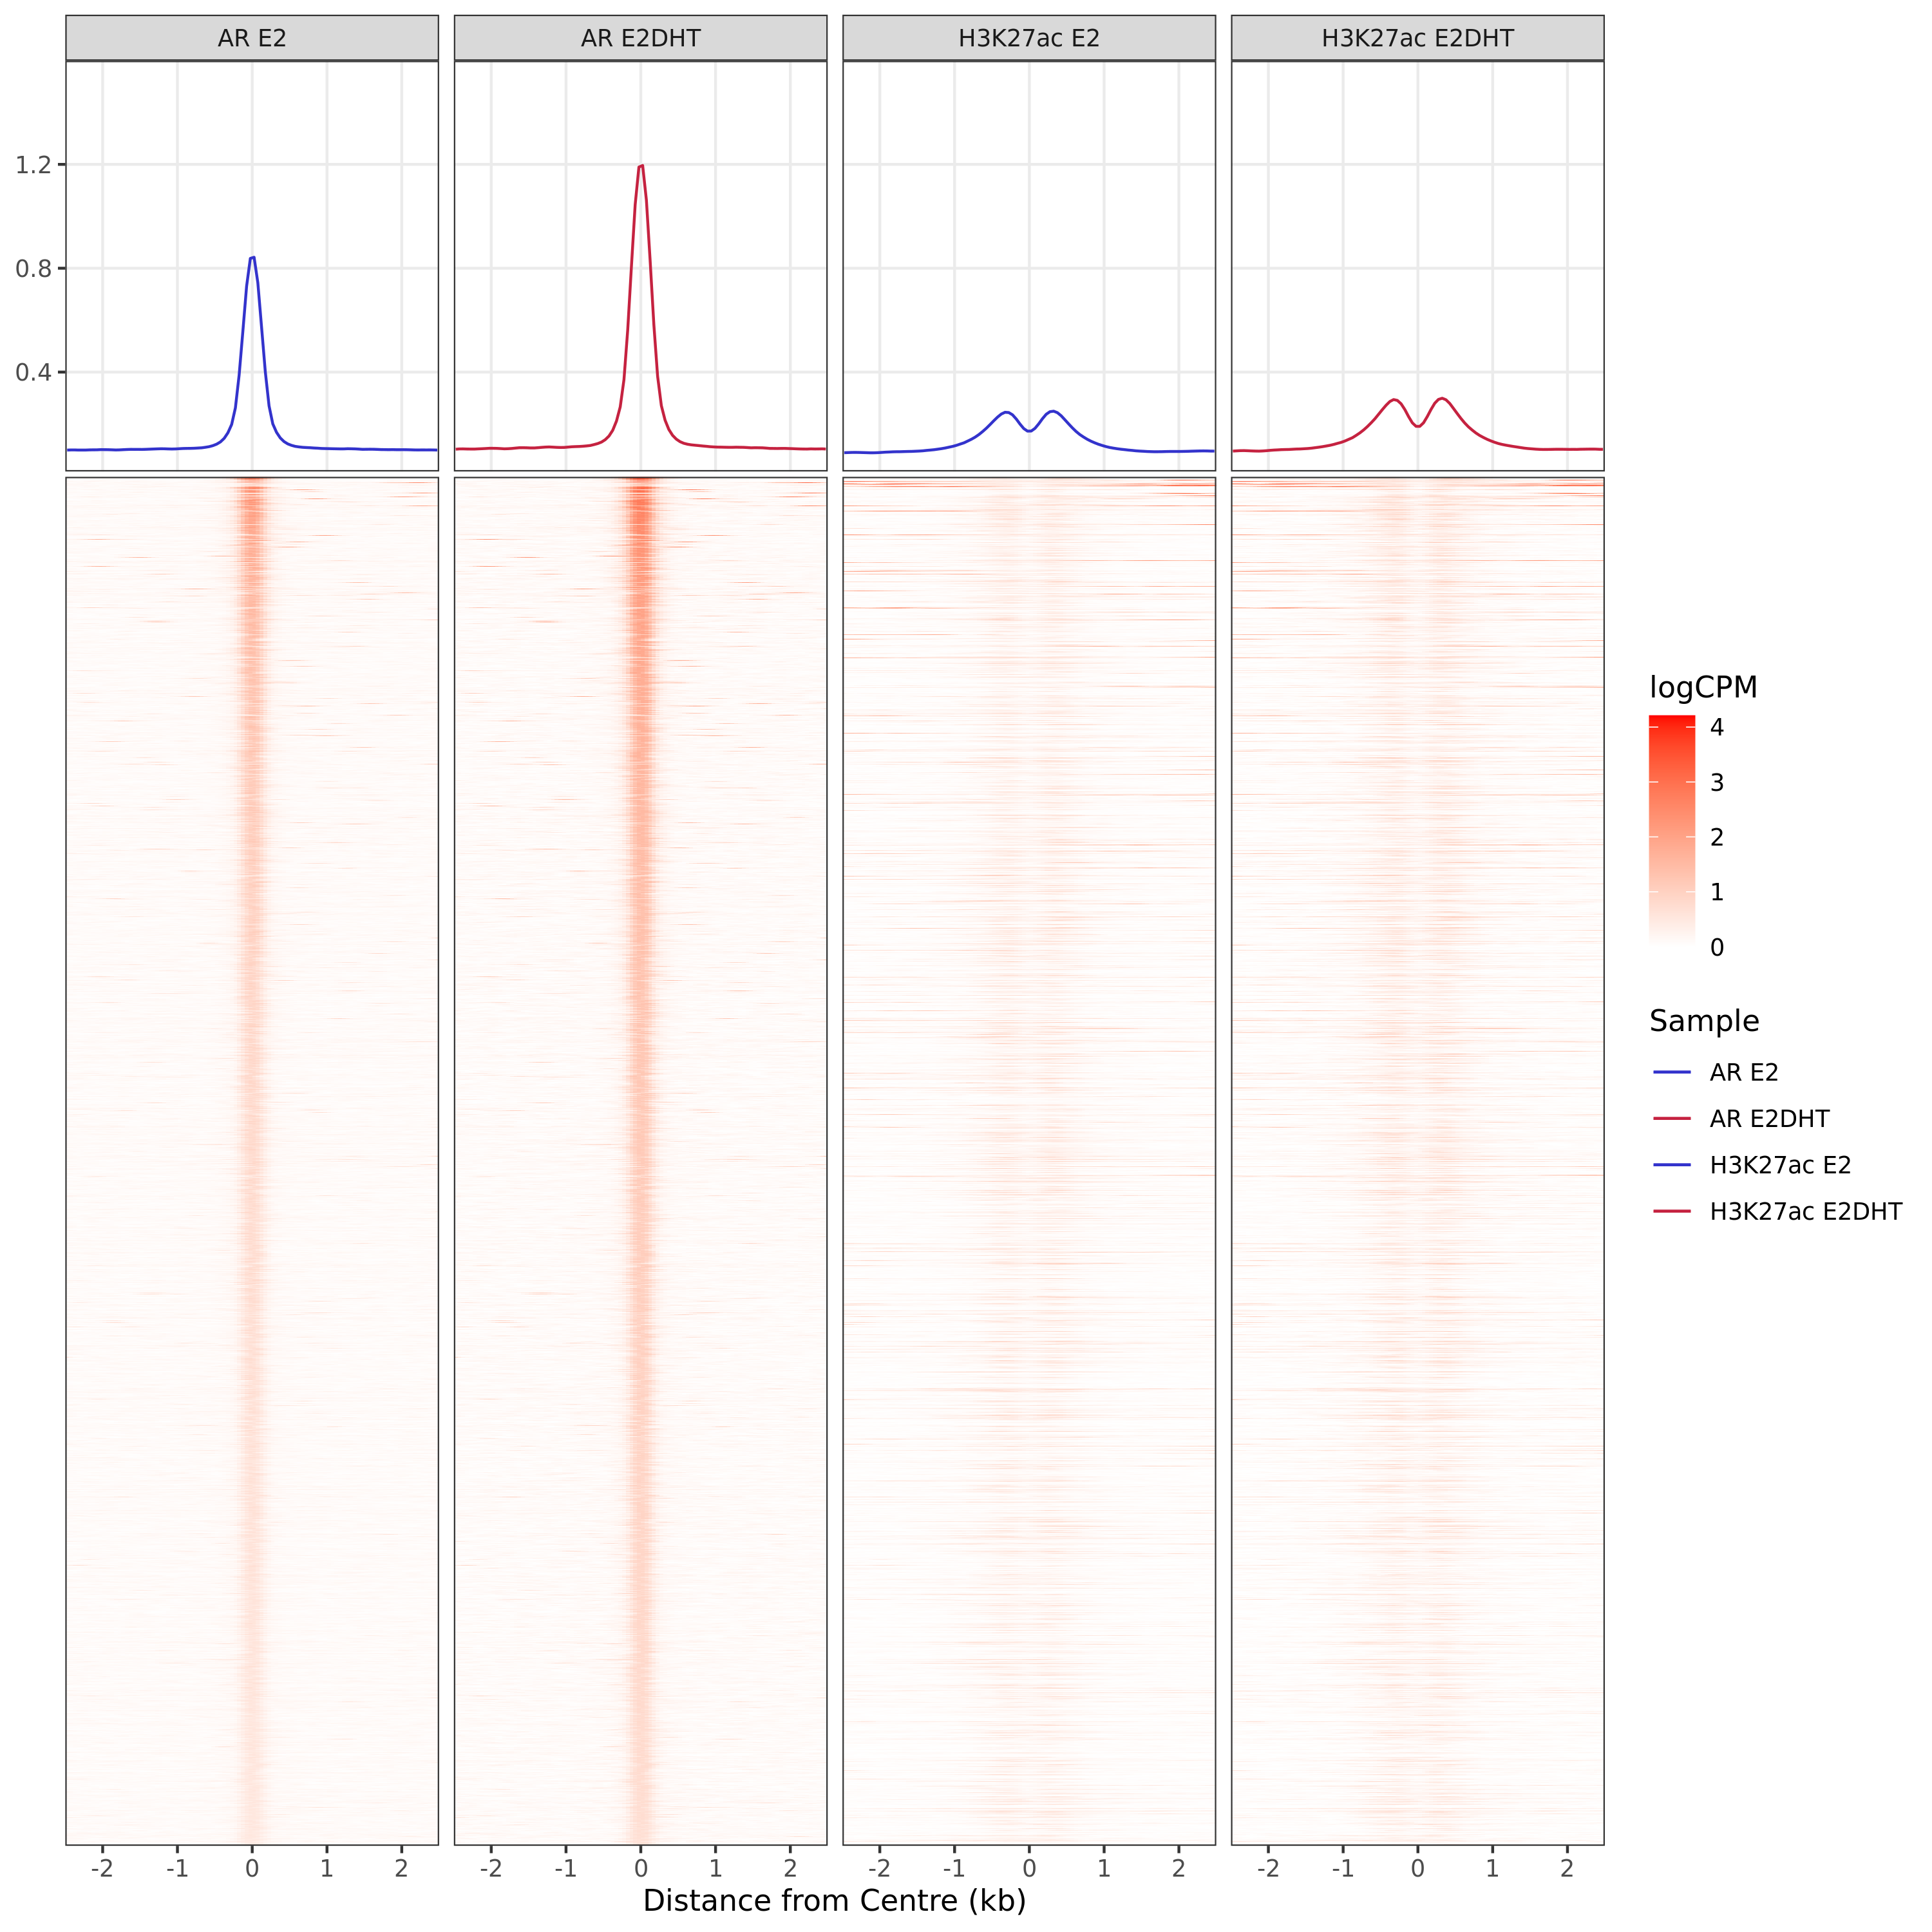 AR E2
AR E2DHT
H3K27ac E2
H3K27ac E2DHT
1.2
0.8
0.4
logCPM
4
3
2
1
0
Sample
AR E2
AR E2DHT
H3K27ac E2
H3K27ac E2DHT
-2 -1 0 1 2
-2 -1 0 1 2
-2 -1 0 1 2
-2 -1 0 1 2
Distance from Centre (kb)